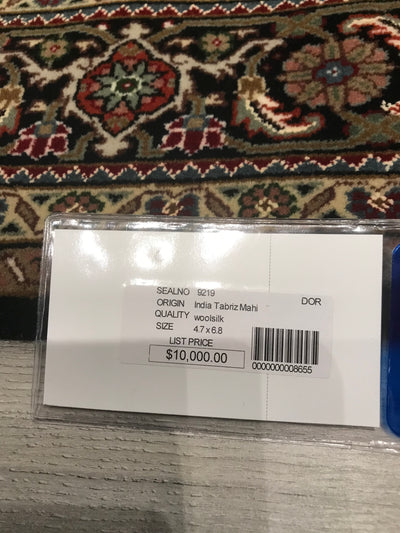 SEALNO 9219
ORIGIN India Tabriz Mahi DOR
QUALITY woolsilk
SIZE 4.7 x 6.8
LIST PRICE
$10,000.00
0000000008655